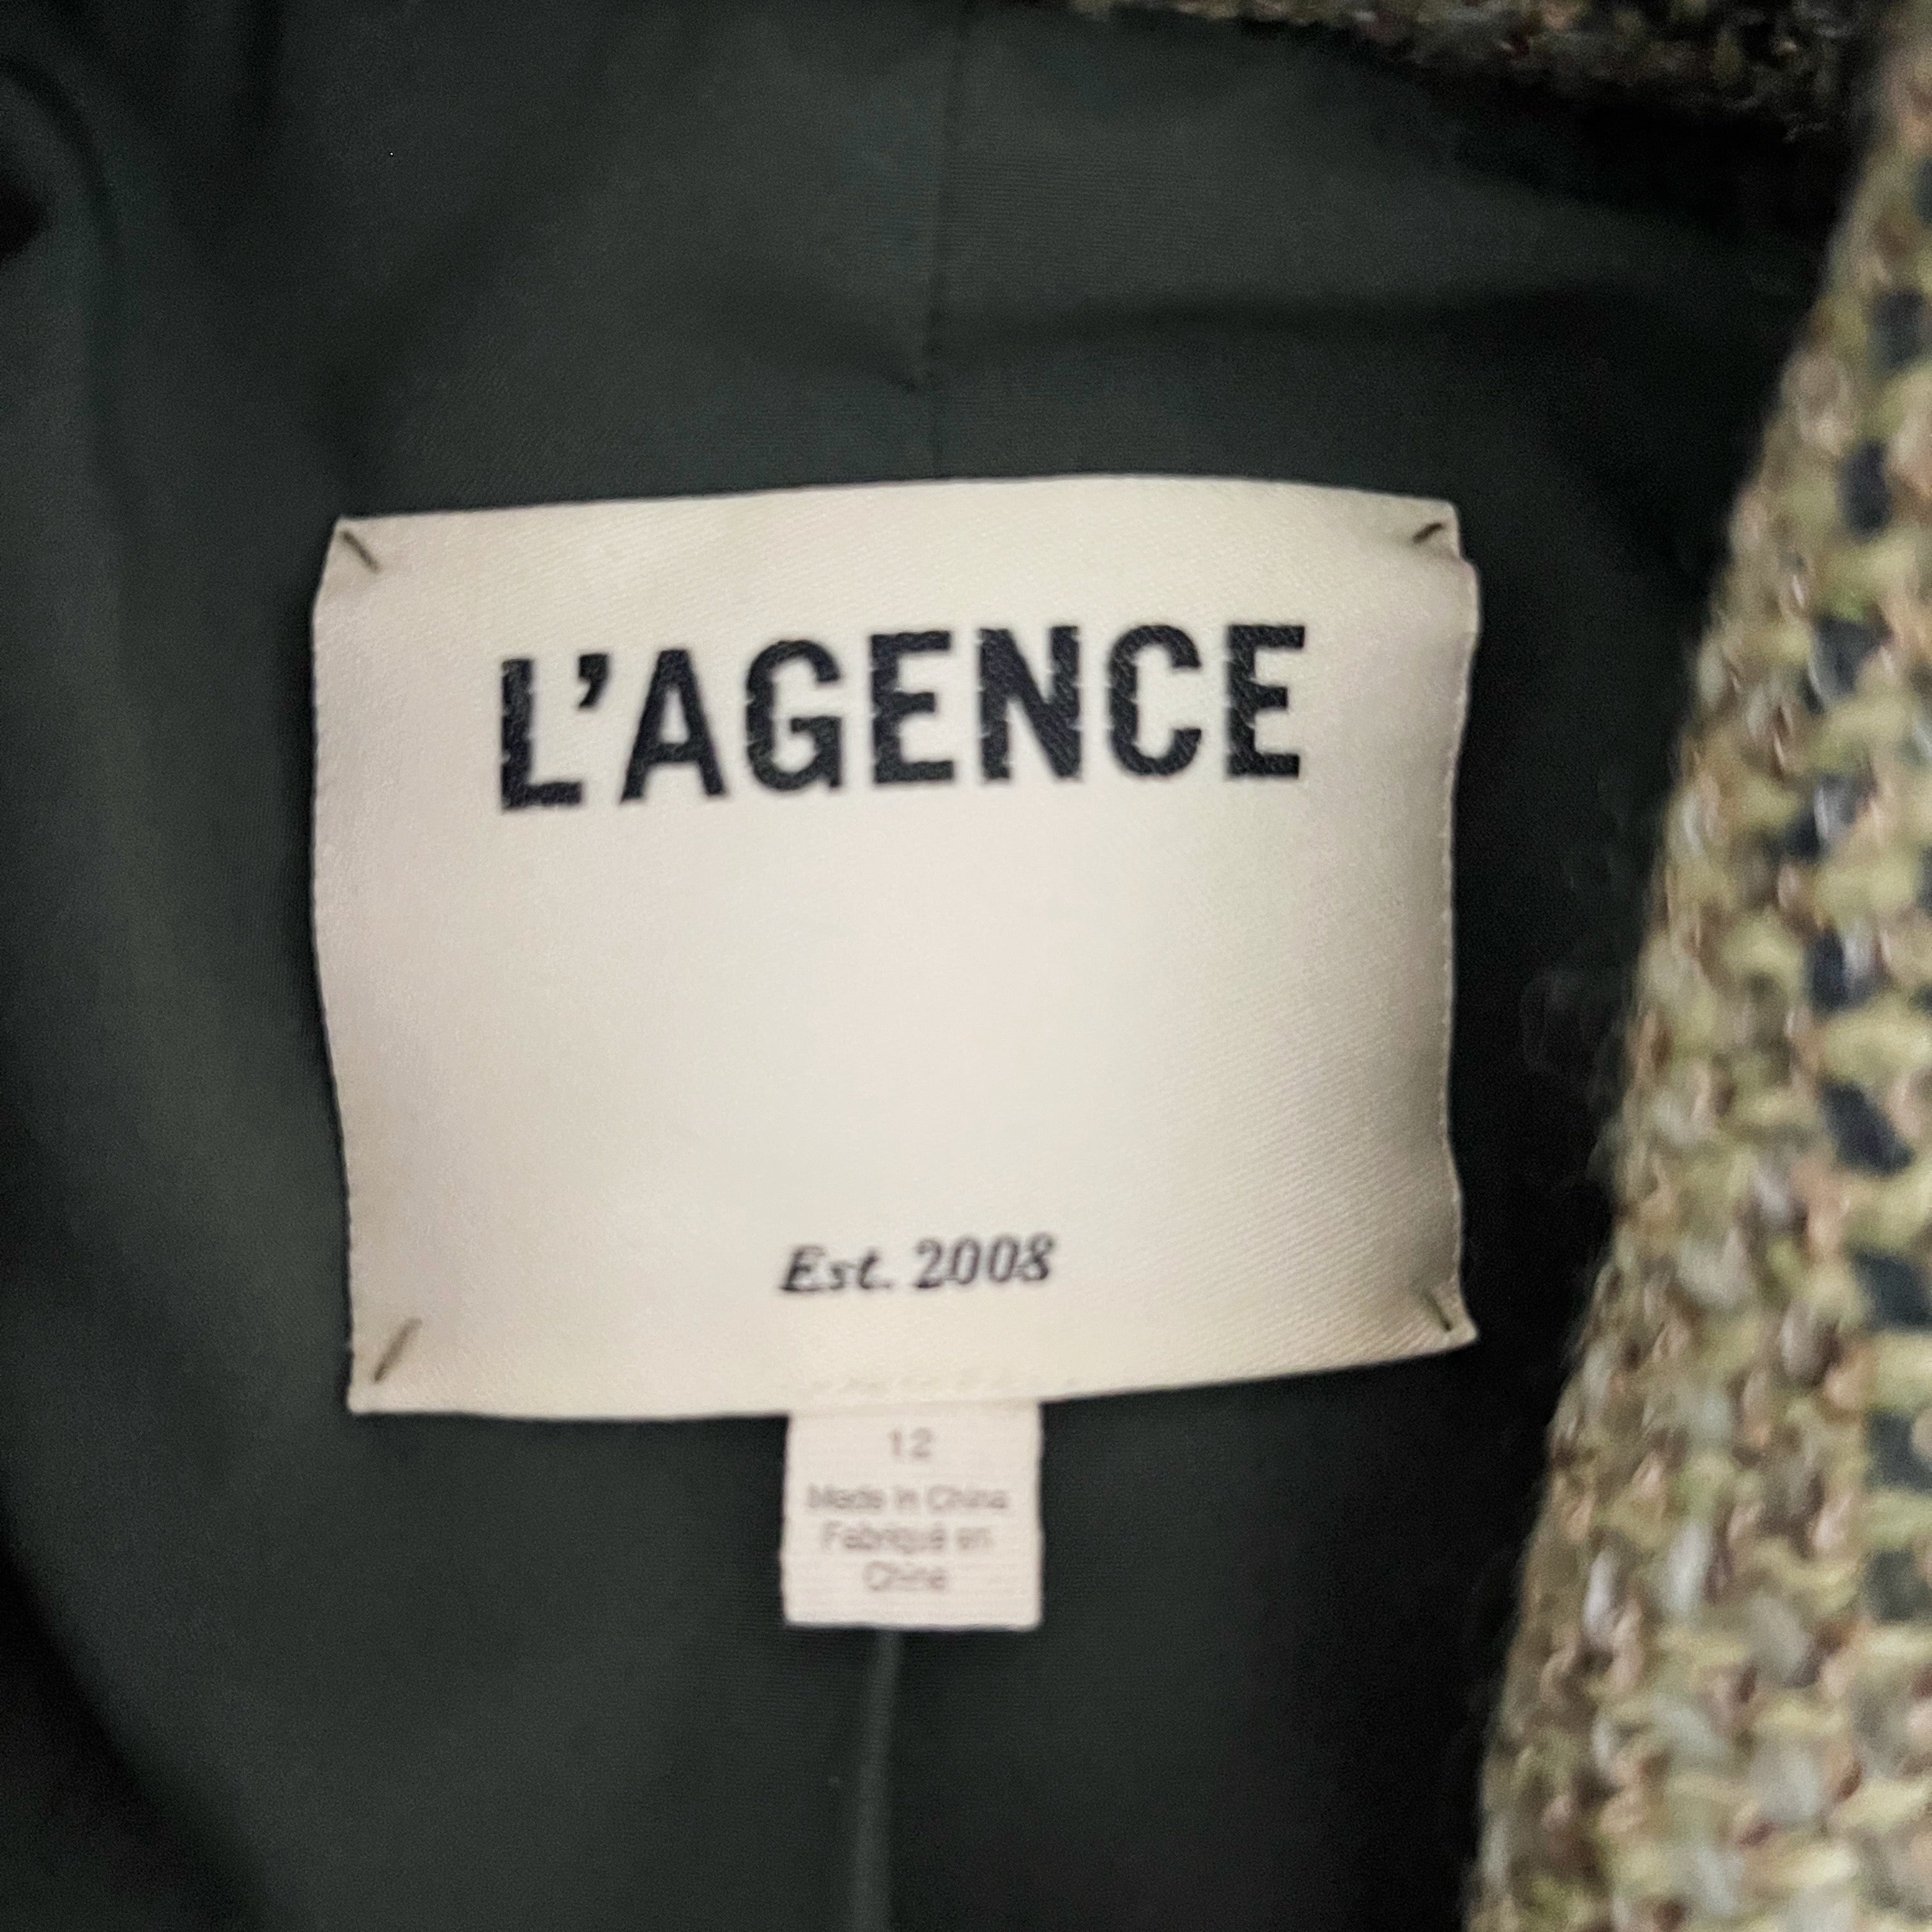 L’AGENCE
Est. 2008
12
Made in China
Fabriqué en
Chine